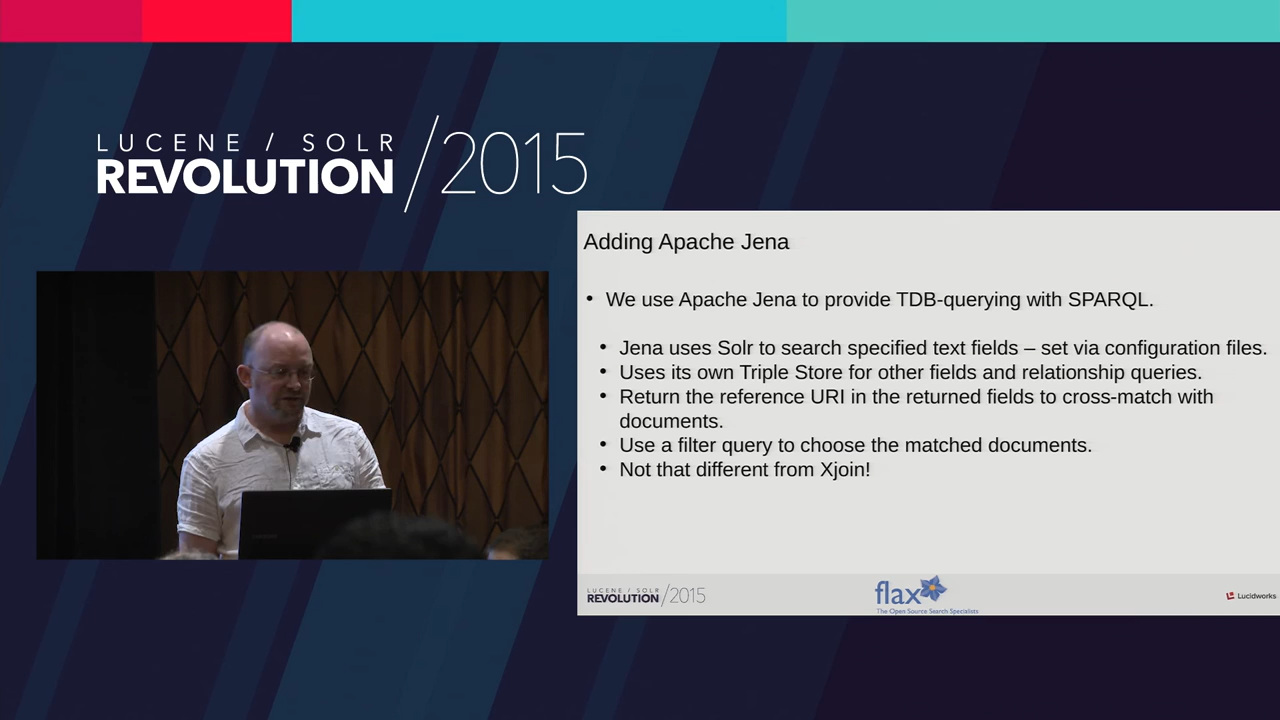 LUCENE / SOLR
REVOLUTION /2015
Adding Apache Jena
• We use Apache Jena to provide TDB-querying with SPARQL.
• Jena uses Solr to search specified text fields – set via configuration files.
• Uses its own Triple Store for other fields and relationship queries.
• Return the reference URI in the returned fields to cross-match with
documents.
• Use a filter query to choose the matched documents.
• Not that different from Xjoin!
LUCENE / SOLR
REVOLUTION /2015
flax
The Open Source Search Specialists
Lucidworks